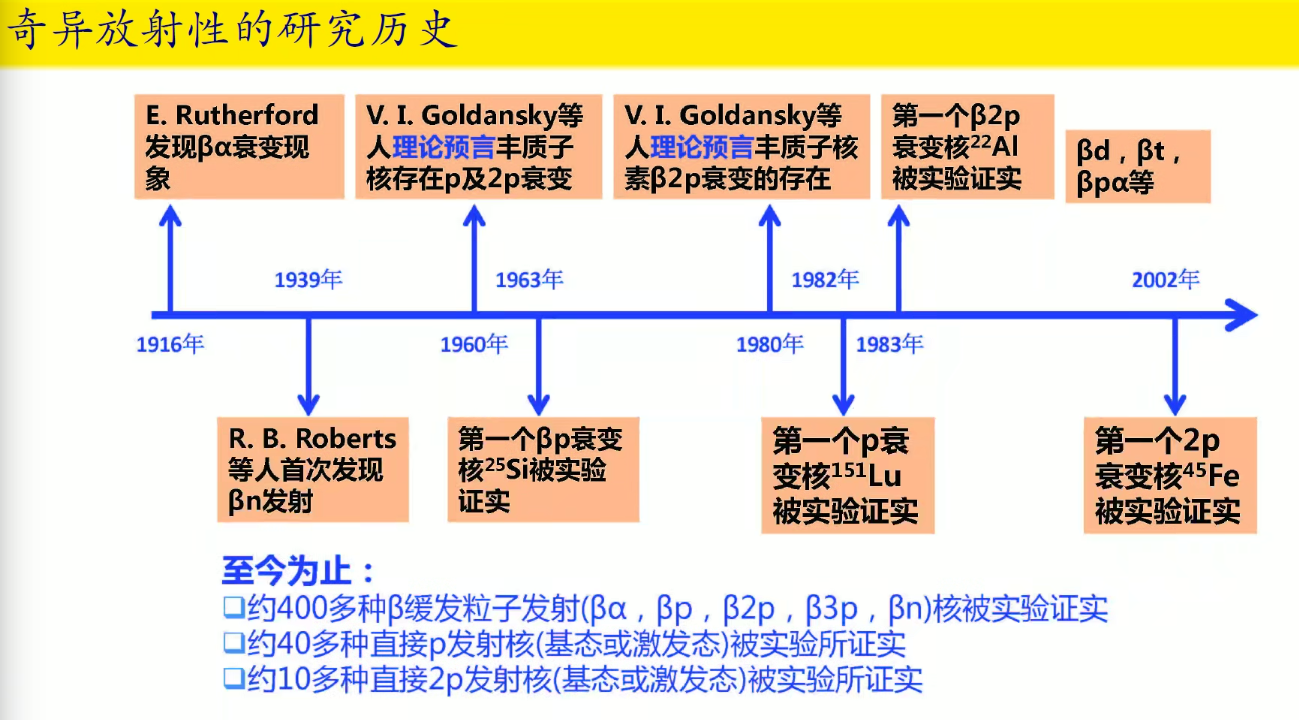 奇异放射性的研究历史
E. Rutherford
发现βα衰变现
象
V. I. Goldansky等
人理论预言丰质子
核存在p及2p衰变
V. I. Goldansky等
人理论预言丰质子核
素β2p衰变的存在
第一个β2p
衰变核²²Al
被实验证实
βd，βt，
βpα等
1939年
1963年
1982年
2002年
1916年
1960年
1980年
1983年
R. B. Roberts
等人首次发现
βn发射
第一个βp衰变
核²⁵Si被实验
证实
第一个p衰
变核¹⁵¹Lu
被实验证实
第一个2p
衰变核⁴⁵Fe
被实验证实
至今为止：
❑约400多种β缓发粒子发射(βα，βp，β2p，β3p，βn)核被实验证实
❑约40多种直接p发射核(基态或激发态)被实验所证实
❑约10多种直接2p发射核(基态或激发态)被实验所证实